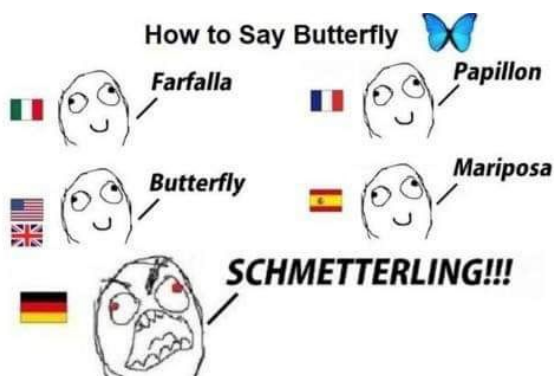 How to Say Butterfly
Farfalla
Papillon
Butterfly
Mariposa
SCHMETTERLING!!!